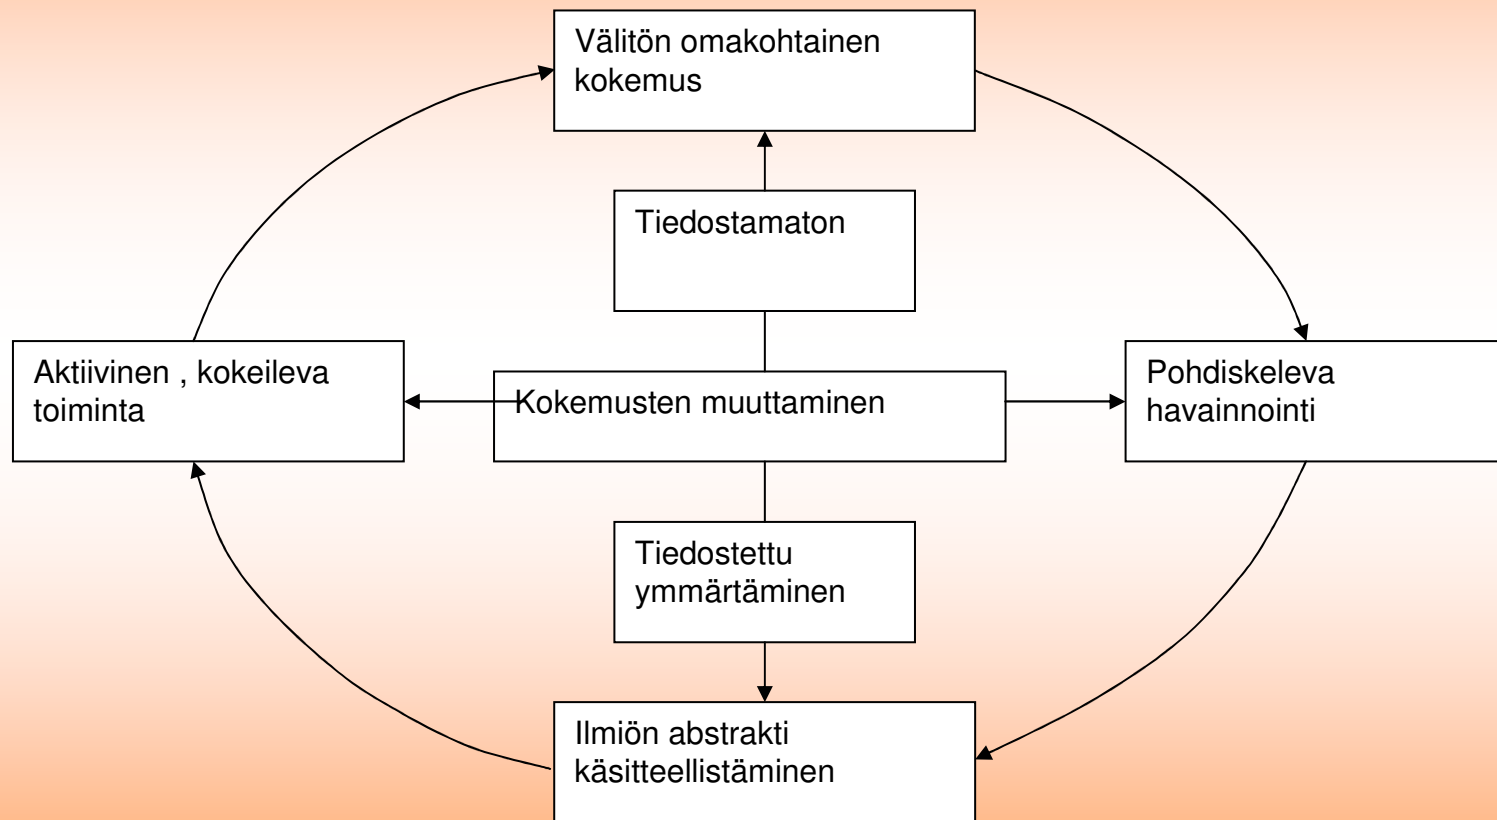 Välitön omakohtainen
kokemus
Tiedostamaton
Aktiivinen , kokeileva
toiminta
Kokemusten muuttaminen
Pohdiskeleva
havainnointi
Tiedostettu
ymmärtäminen
Ilmiön abstrakti
käsitteellistäminen